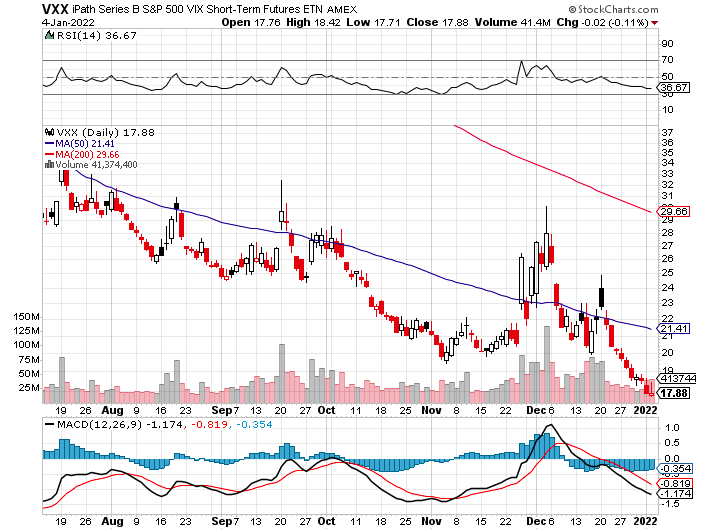 VXX iPath Series B S&P 500 VIX Short-Term Futures ETN AMEX © StockCharts.com
4-Jan-2022 Open 17.76 High 18.42 Low 17.71 Close 17.88 Volume 41.4M Chg -0.02 (-0.11%)
RSI(14) 36.67
90
70
50
36.67
30
10
VXX (Daily) 17.88
MA(50) 21.41
MA(200) 29.66
Volume 41,374,400
37
36
35
34
33
32
31
30
29.66
29
28
27
26
25
24
23
22
21.41
21
20
19
41374400
17.88
150M
125M
100M
75M
50M
25M
19 26 Aug 9 16 23 Sep 7 13 20 27 Oct 11 18 25 Nov 8 15 22 Dec 6 13 20 27 2022
MACD(12,26,9) -1.174, -0.819, -0.354
1.0
0.5
0.0
-0.354
-0.5
-0.819
-1.174
19 26 Aug 9 16 23 Sep 7 13 20 27 Oct 11 18 25 Nov 8 15 22 Dec 6 13 20 27 2022